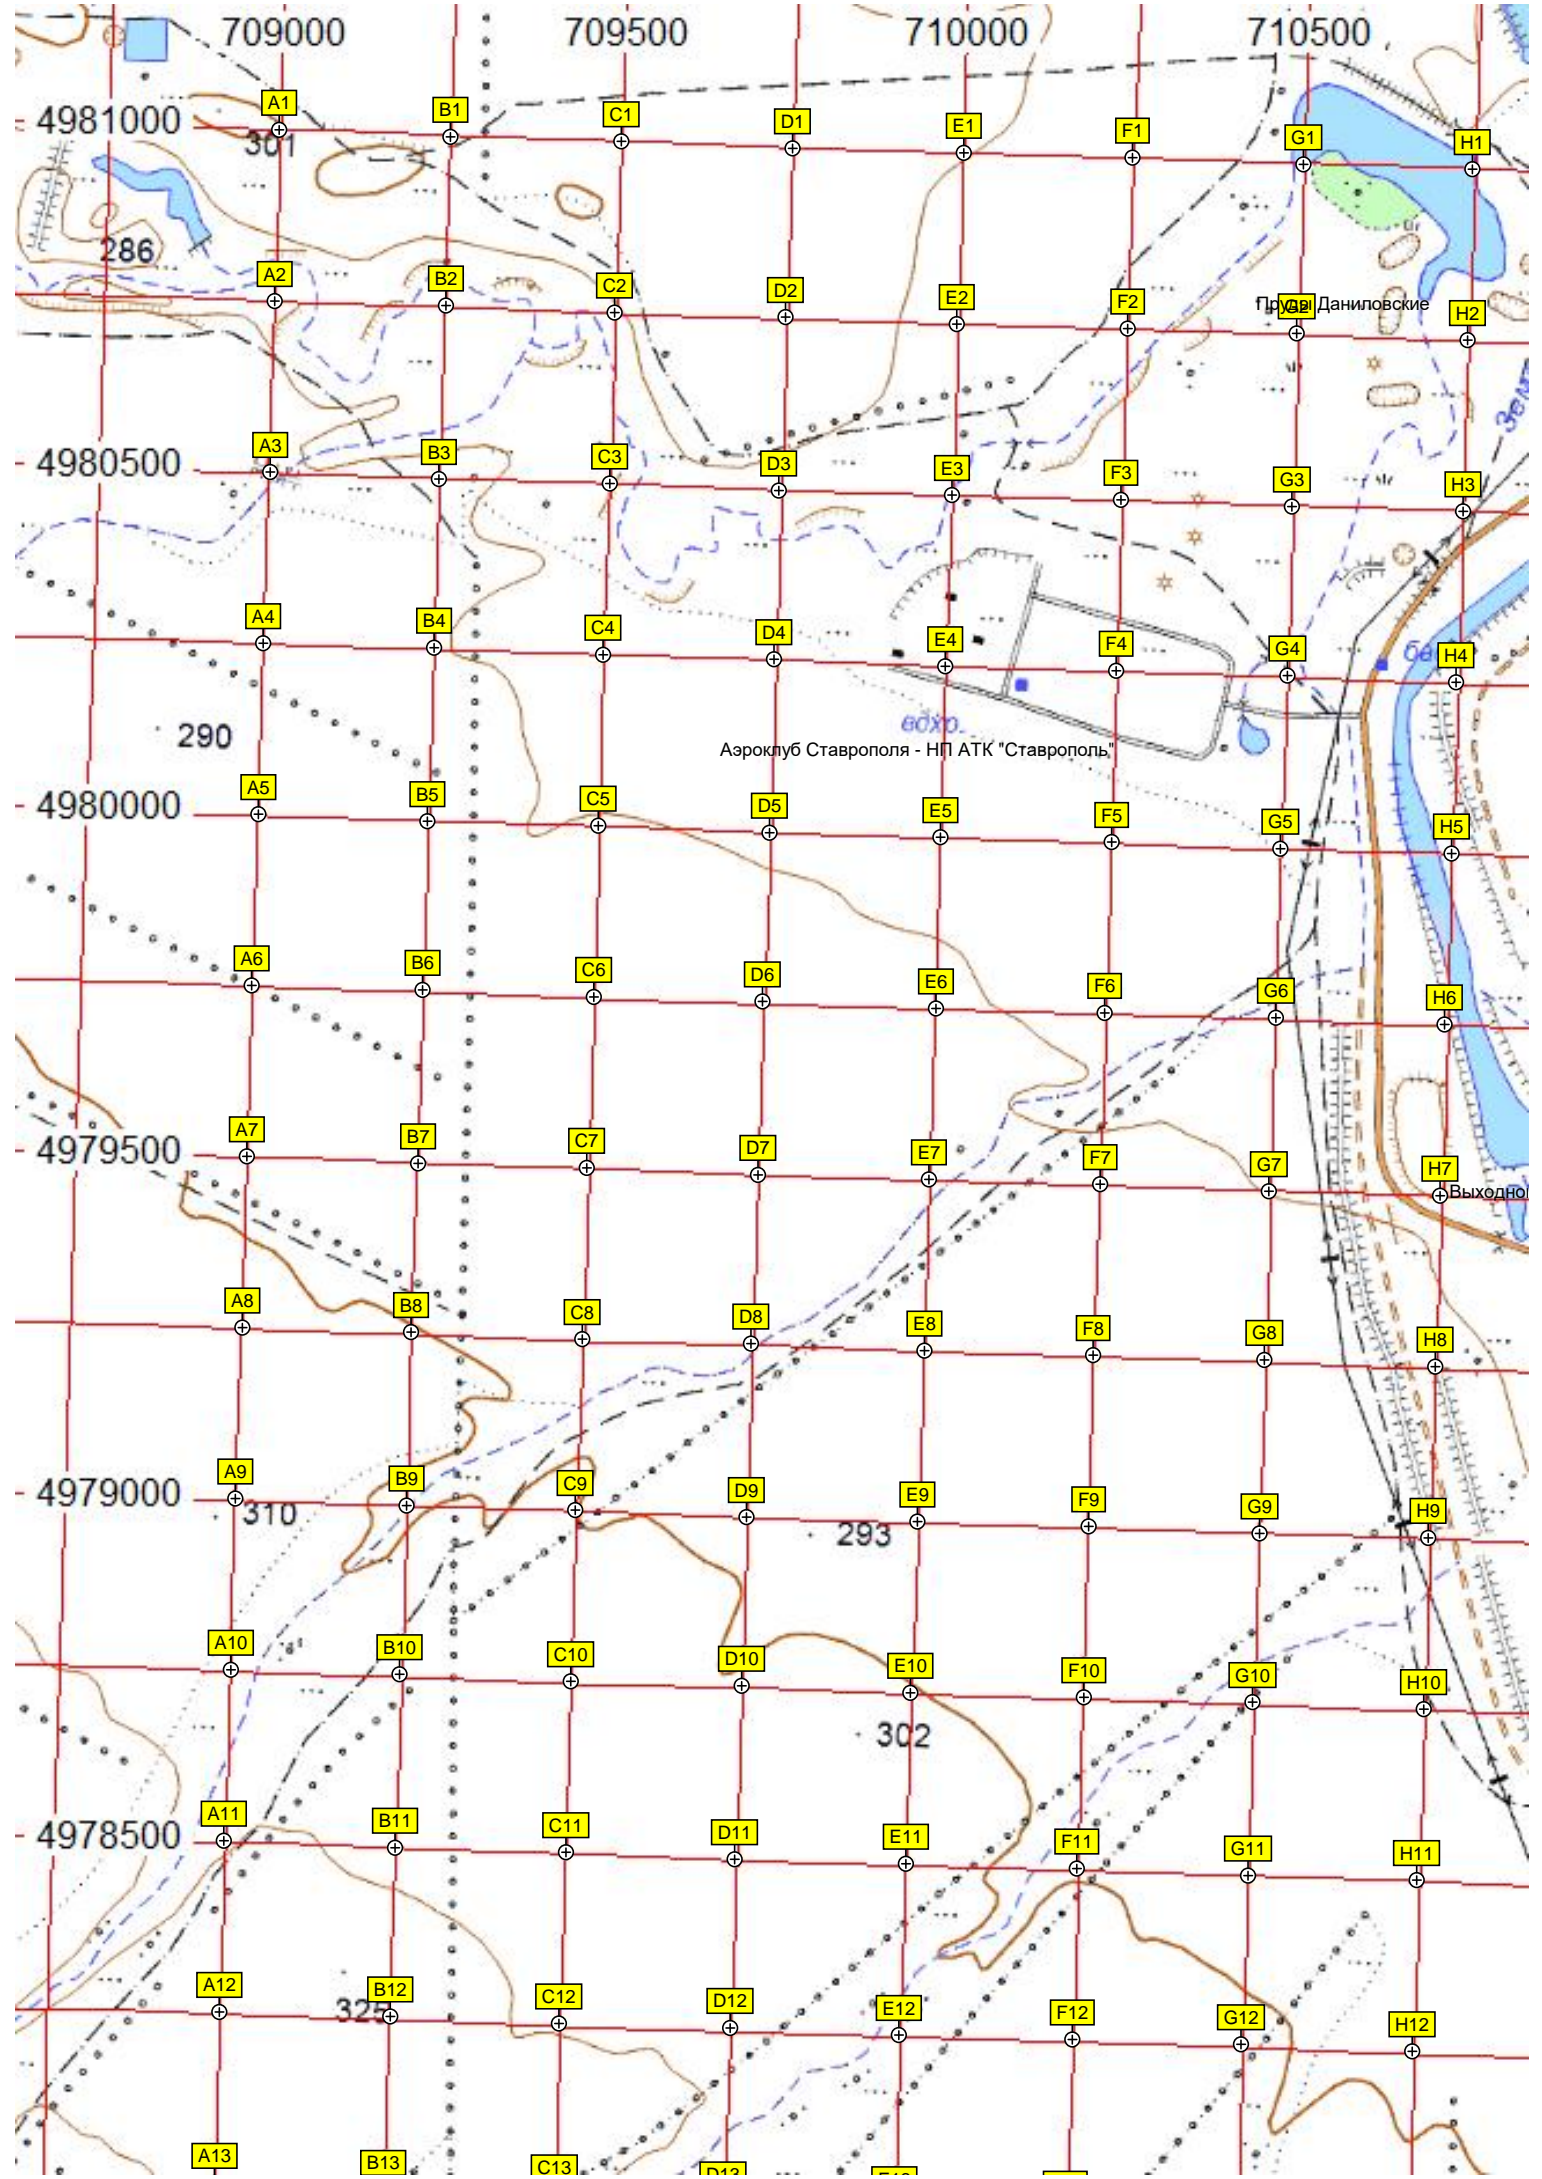 709000 709500 710000 710500
4981000 A1 B1 C1 D1 E1 F1 G1 H1
301
286
A2 B2 C2 D2 E2 F2 H2
Пруды Даниловские
4980500 A3 B3 C3 D3 E3 F3 G3 H3
A4 B4 C4 D4 E4 F4 G4 H4
290
вдхр.
Аэроклуб Ставрополя - НП АТК "Ставрополь"
4980000 A5 B5 C5 D5 E5 F5 G5 H5
A6 B6 C6 D6 E6 F6 G6 H6
4979500 A7 B7 C7 D7 E7 F7 G7 H7
A8 B8 C8 D8 E8 F8 G8 H8
4979000 A9 B9 C9 D9 E9 F9 G9 H9
310
293
A10 B10 C10 D10 E10 F10 G10 H10
302
4978500 A11 B11 C11 D11 E11 F11 G11 H11
A12 B12 C12 D12 E12 F12 G12 H12
A13 B13 C13 D13